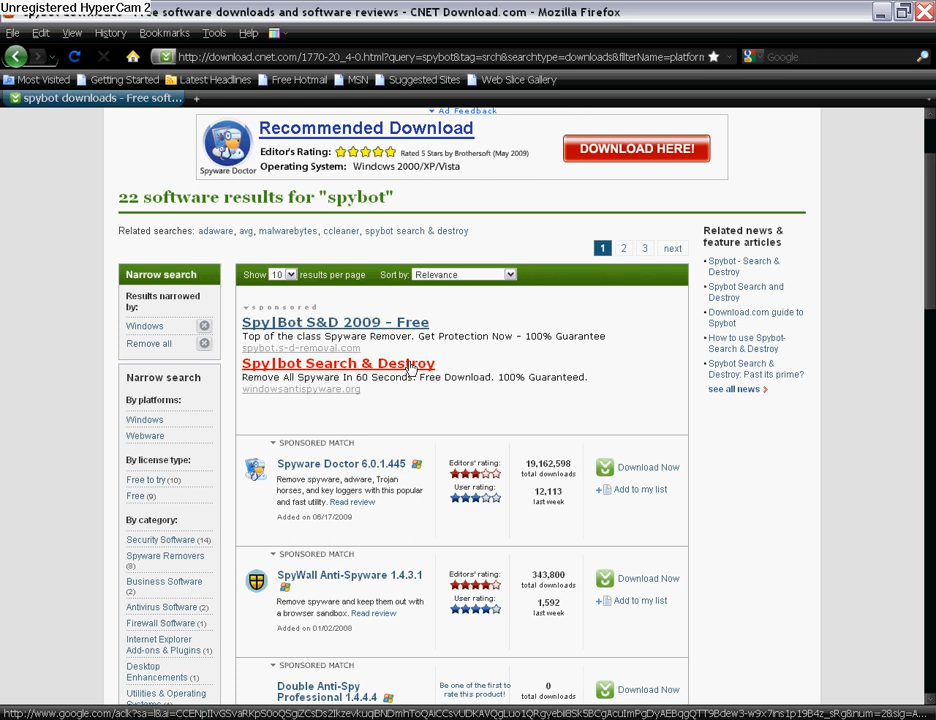 Unregistered HyperCam 2
Free software downloads and software reviews - CNET Download.com - Mozilla Firefox
File Edit View History Bookmarks Tools Help
http://download.cnet.com/1770-20_4-0.html?query=spybot&tag=srch&searchtype=downloads&filterName=platform
Google
Most Visited Getting Started Latest Headlines Free Hotmail MSN Suggested Sites Web Slice Gallery
spybot downloads - Free soft...
Ad Feedback
Recommended Download
Editor's Rating: Rated 5 Stars by Brothersoft (May 2009)
Operating System: Windows 2000/XP/Vista
Spyware Doctor
DOWNLOAD HERE!
22 software results for "spybot"
Related searches: adaware, avg, malwarebytes, ccleaner, spybot search & destroy
1 2 3 next
Narrow search
Results narrowed by:
Windows
Remove all
Narrow search
By platforms:
Windows
Webware
By license type:
Free to try (10)
Free (9)
By category:
Security Software (14)
Spyware Removers (8)
Business Software (2)
Antivirus Software (2)
Firewall Software (1)
Internet Explorer Add-ons & Plugins (1)
Desktop Enhancements (1)
Utilities & Operating
Show 10 results per page Sort by: Relevance
sponsored
Spy|Bot S&D 2009 - Free
Top of the class Spyware Remover. Get Protection Now - 100% Guarantee
spybot.s-d-removal.com
Spy|bot Search & Destroy
Remove All Spyware In 60 Seconds. Free Download. 100% Guaranteed.
windowsantispyware.org
SPONSORED MATCH
Spyware Doctor 6.0.1.445
Remove spyware, adware, Trojan
horses, and key loggers with this popular
and fast utility. Read review
Added on 06/17/2009
Editors' rating:
User rating:
19,162,598
total downloads
12,113
last week
Download Now
Add to my list
SPONSORED MATCH
SpyWall Anti-Spyware 1.4.3.1
Remove spyware and keep them out with
a browser sandbox. Read review
Added on 01/02/2008
Editors' rating:
User rating:
343,800
total downloads
1,592
last week
Download Now
Add to my list
SPONSORED MATCH
Double Anti-Spy
Professional 1.4.4.4
Be one of the first to
rate this product!
0
total downloads
Download Now
Related news &
feature articles
Spybot - Search &
Destroy
Spybot Search and
Destroy
Download.com guide to
Spybot
How to use Spybot-
Search & Destroy
Spybot Search &
Destroy: Past its prime?
see all news